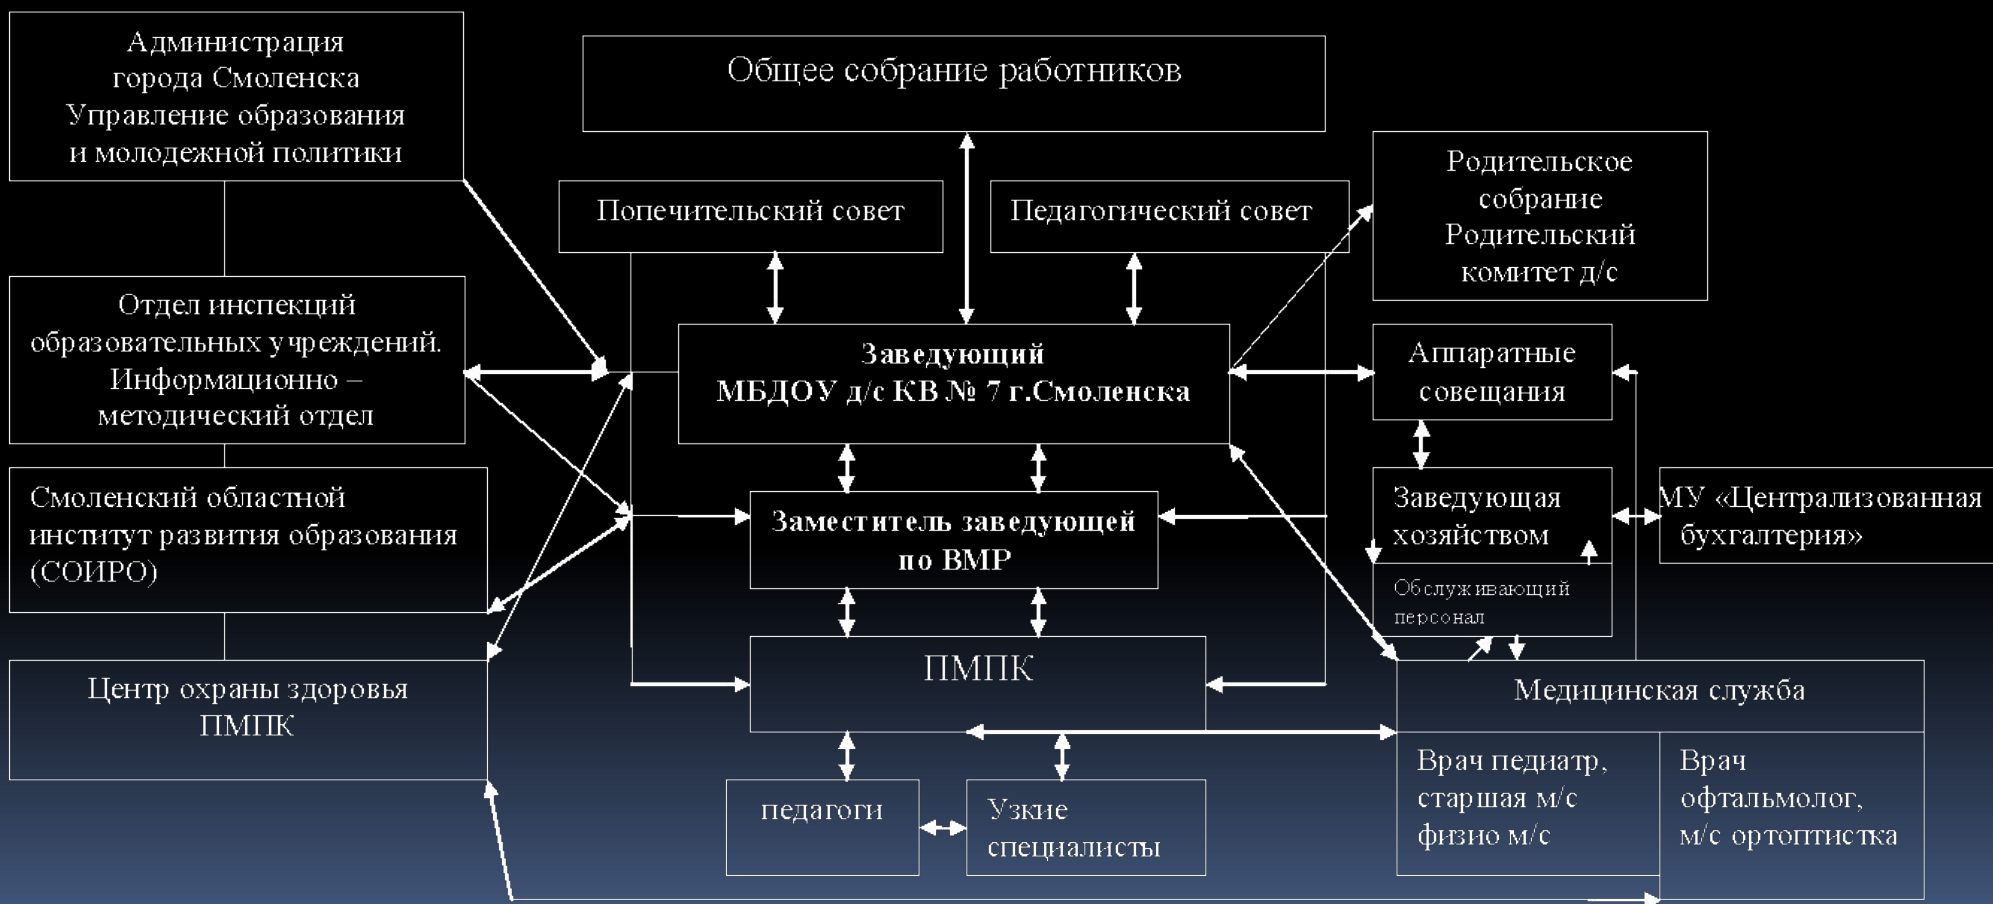 Администрация
города Смоленска
Управление образования
и молодежной политики
Общее собрание работников
Попечительский совет
Педагогический совет
Родительское
собрание
Родительский
комитет д/с
Отдел инспекций
образовательных учреждений.
Информационно –
методический отдел
Заведующий
МБДОУ д/с КВ № 7 г.Смоленска
Аппаратные
совещания
Смоленский областной
институт развития образования
(СОИРО)
Заместитель заведующей
по ВМР
Заведующая
хозяйством
МУ «Централизованная
бухгалтерия»
Обслуживающий
персонал
Центр охраны здоровья
ПМПК
ПМПК
Медицинская служба
педагоги
Узкие
специалисты
Врач педиатр,
старшая м/с
физио м/с
Врач
офтальмолог,
м/с ортоптистка